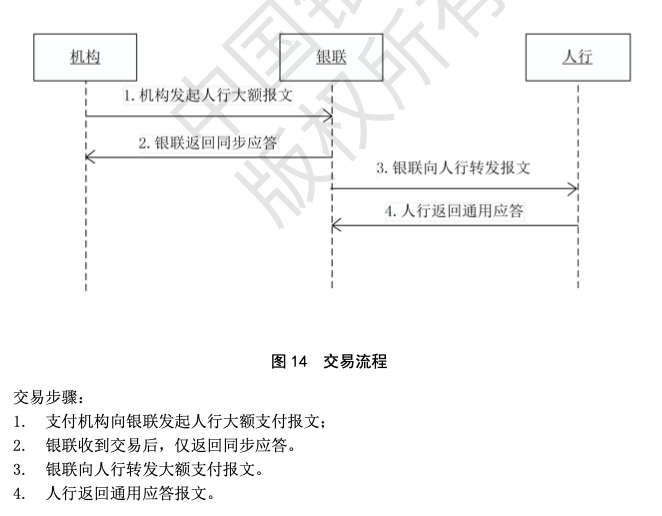 中国银
版权所有
机构
银联
人行
1.机构发起人行大额报文
2.银联返回同步应答
3.银联向人行转发报文
4.人行返回通用应答
图 14 交易流程
交易步骤：
1. 支付机构向银联发起人行大额支付报文；
2. 银联收到交易后，仅返回同步应答。
3. 银联向人行转发大额支付报文。
4. 人行返回通用应答报文。